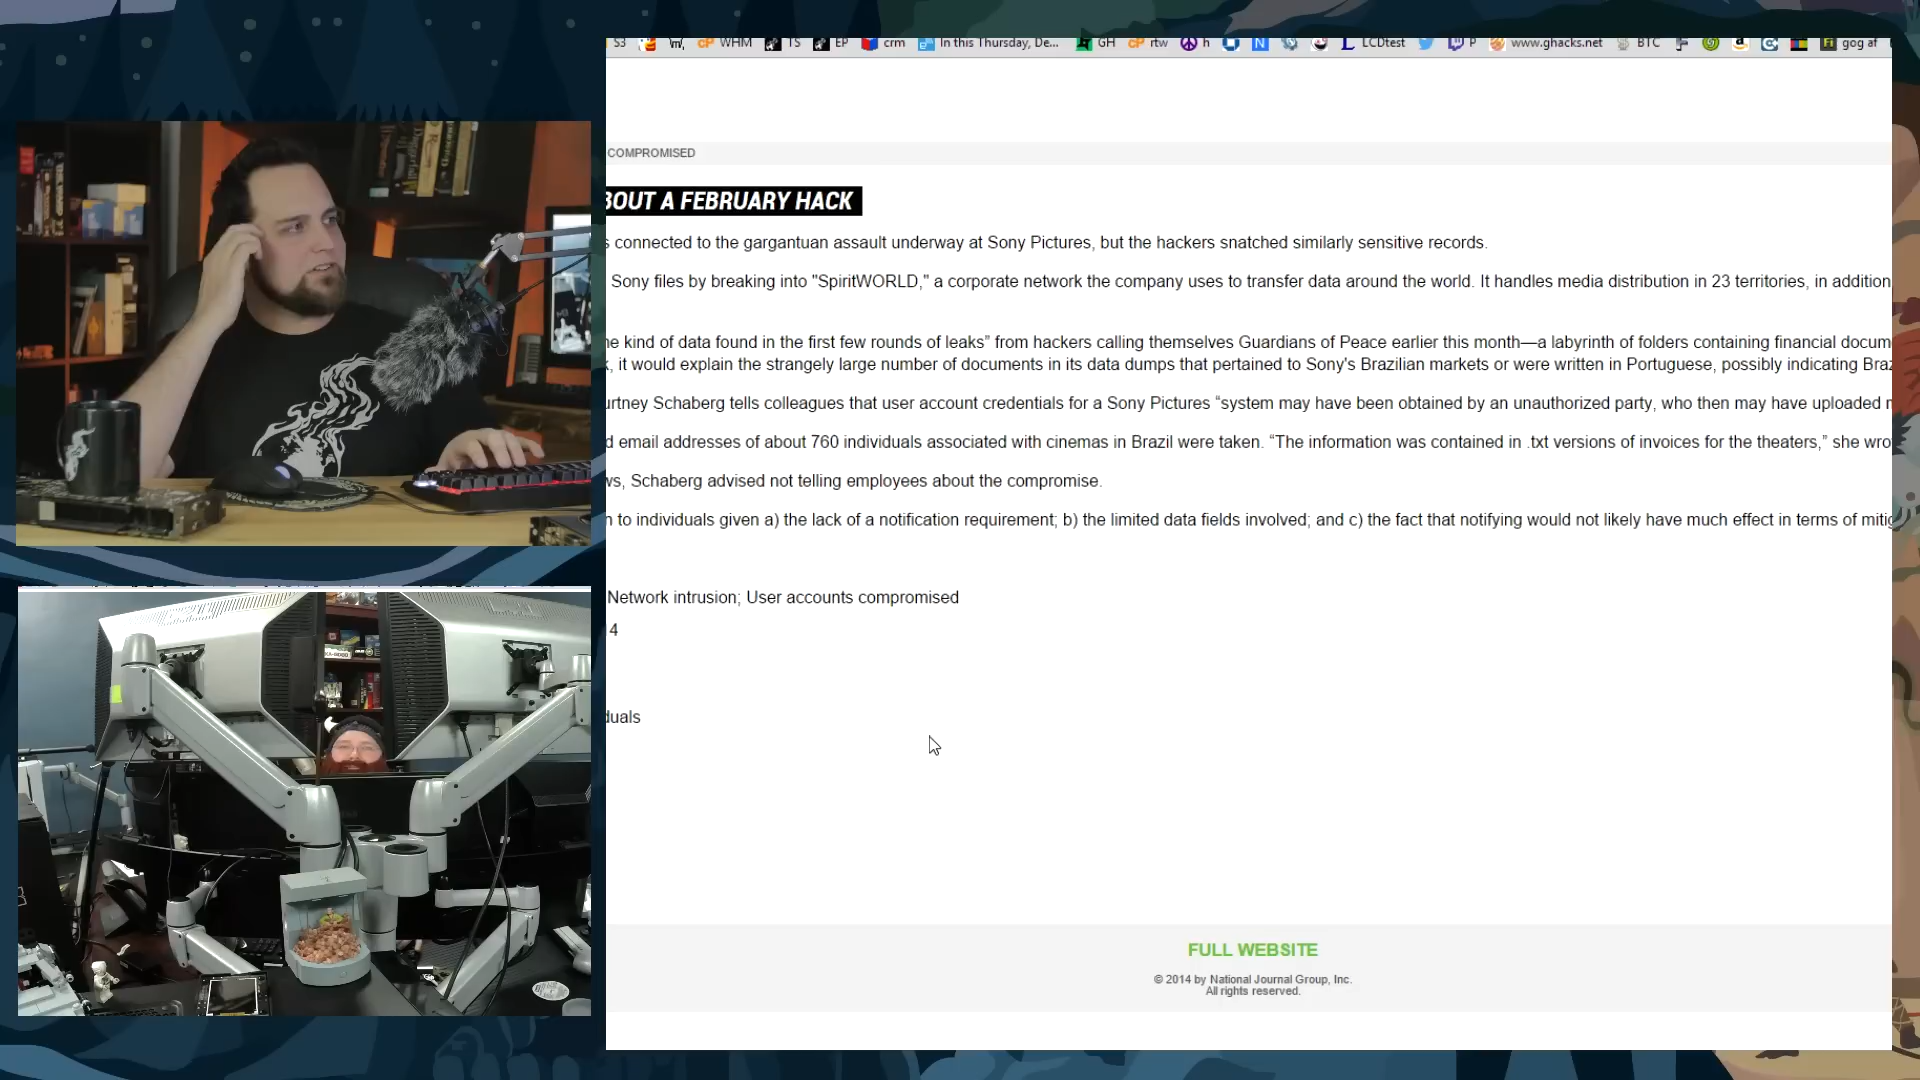 S3
WHM
TS
EP
crm
In this Thursday, De...
GH
rtw
h
N
LCDtest
P
www.ghacks.net
BTC
gog af
COMPROMISED
BOUT A FEBRUARY HACK
s connected to the gargantuan assault underway at Sony Pictures, but the hackers snatched similarly sensitive records.
Sony files by breaking into "SpiritWORLD," a corporate network the company uses to transfer data around the world. It handles media distribution in 23 territories, in addition
ne kind of data found in the first few rounds of leaks” from hackers calling themselves Guardians of Peace earlier this month—a labyrinth of folders containing financial docum
k, it would explain the strangely large number of documents in its data dumps that pertained to Sony's Brazilian markets or were written in Portuguese, possibly indicating Braz
urtney Schaberg tells colleagues that user account credentials for a Sony Pictures “system may have been obtained by an unauthorized party, who then may have uploaded
d email addresses of about 760 individuals associated with cinemas in Brazil were taken. “The information was contained in .txt versions of invoices for the theaters,” she wro
ws, Schaberg advised not telling employees about the compromise.
n to individuals given a) the lack of a notification requirement; b) the limited data fields involved; and c) the fact that notifying would not likely have much effect in terms of mitig
Network intrusion; User accounts compromised
4
duals
FULL WEBSITE
© 2014 by National Journal Group, Inc.
All rights reserved.